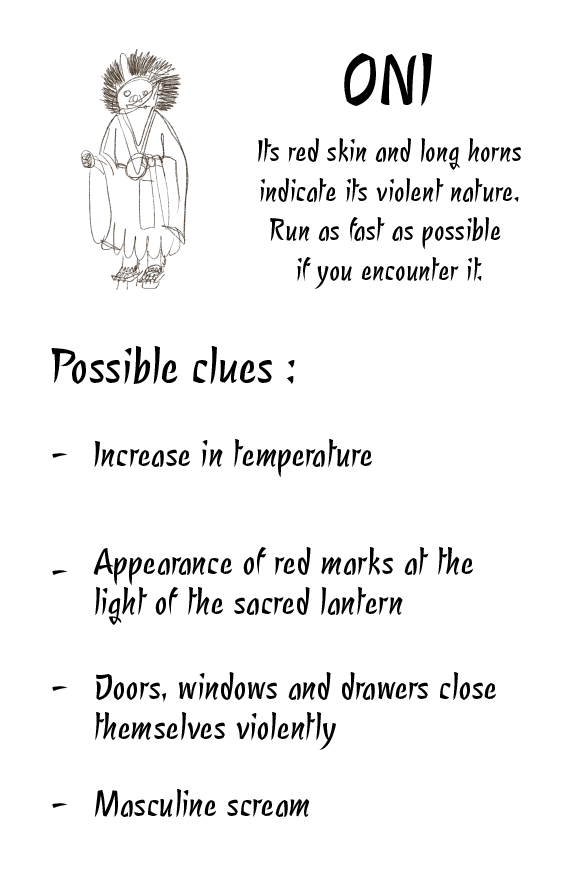 ONI
Its red skin and long horns
indicate its violent nature.
Run as fast as possible
if you encounter it.
Possible clues :
- Increase in temperature
- Appearance of red marks at the
light of the sacred lantern
- Doors, windows and drawers close
themselves violently
- Masculine scream